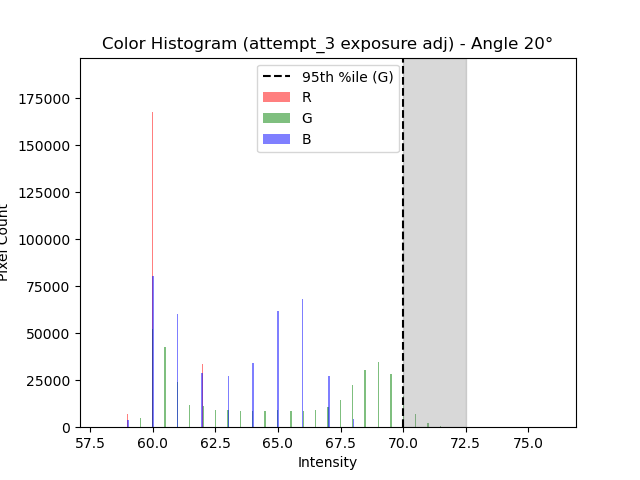 Color Histogram (attempt_3 exposure adj) - Angle 20°
95th %ile (G)
R
G
B
175000
150000
125000
100000
75000
50000
25000
0
Pixel Count
57.5 60.0 62.5 65.0 67.5 70.0 72.5 75.0
Intensity